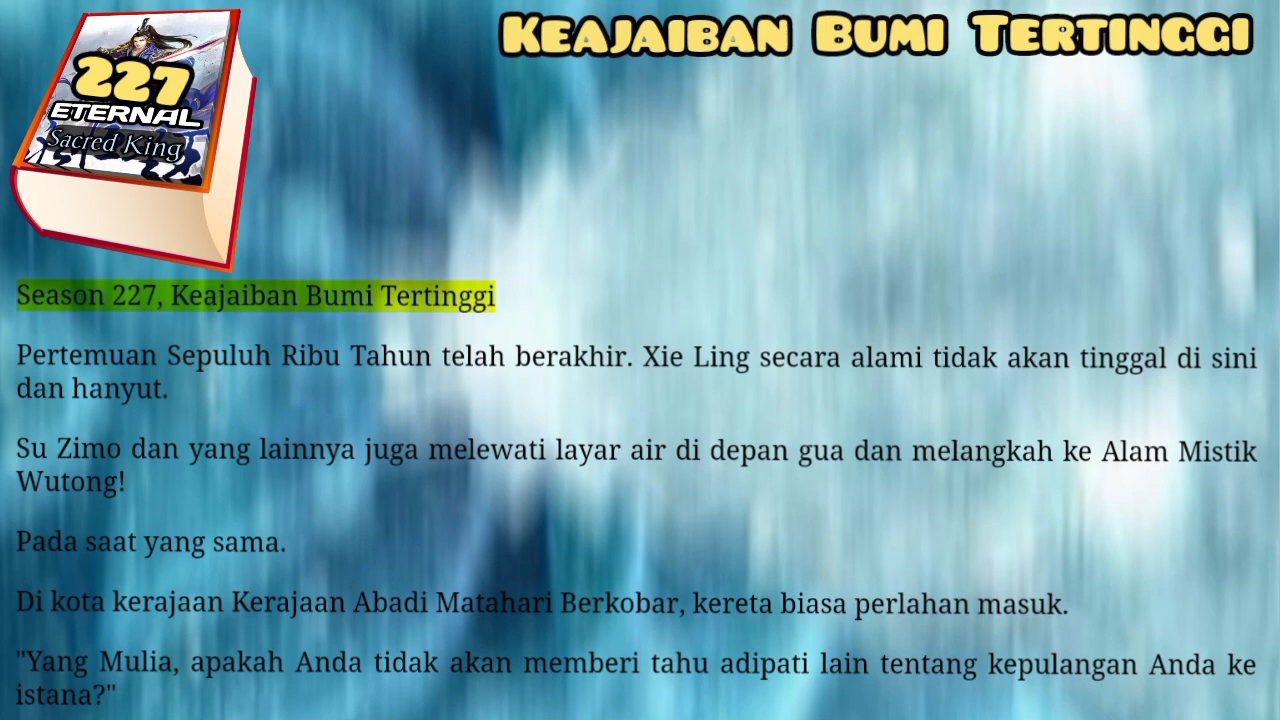 Keajaiban Bumi Tertinggi
227
ETERNAL
Sacred King
Season 227, Keajaiban Bumi Tertinggi
Pertemuan Sepuluh Ribu Tahun telah berakhir. Xie Ling secara alami tidak akan tinggal di sini
dan hanyut.
Su Zimo dan yang lainnya juga melewati layar air di depan gua dan melangkah ke Alam Mistik
Wutong!
Pada saat yang sama.
Di kota kerajaan Kerajaan Abadi Matahari Berkobar, kereta biasa perlahan masuk.
"Yang Mulia, apakah Anda tidak akan memberi tahu adipati lain tentang kepulangan Anda ke
istana?"